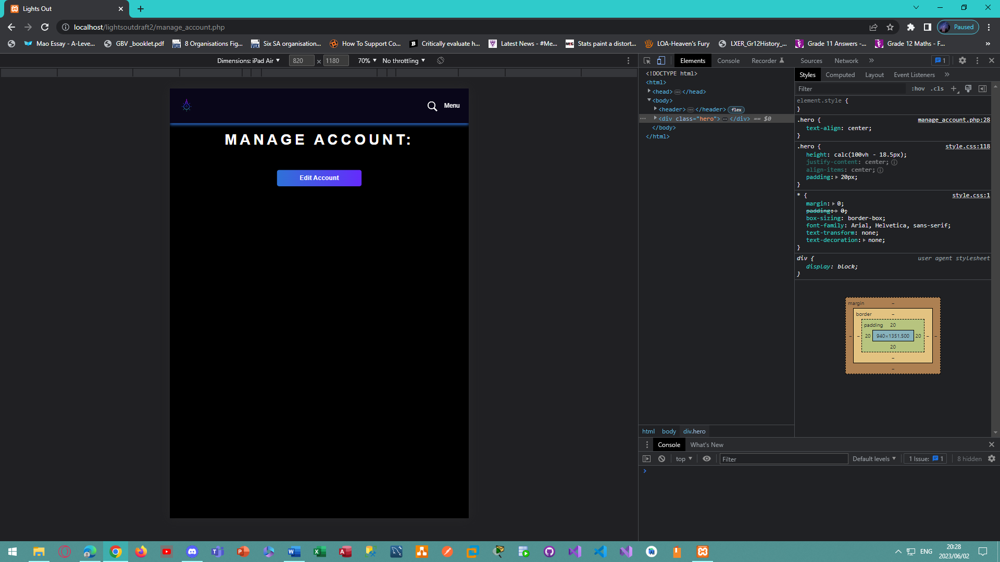 Lights Out
localhost/lightsoutdraft2/manage_account.php
Paused
Mao Essay - A-Leve...
GBV _booklet.pdf
8 Organisations Fig...
Six SA organisation...
How To Support Co...
Critically evaluate h...
Latest News - #Me...
Stats paint a distort...
LOA-Heaven's Fury
LXER_Gr12History_...
Grade 11 Answers -...
Grade 12 Maths - F...
Dimensions: iPad Air
820 × 1180
70%
No throttling
Menu
MANAGE ACCOUNT:
Edit Account
Elements
Console
Recorder
Sources
Network
1
<!DOCTYPE html>
<html>
<head> … </head>
<body>
<header> … </header> flex
<div class="hero"> … </div> == $0
</body>
</html>
html body div.hero
Styles
Computed
Layout
Event Listeners
Filter
:hov .cls
element.style {
}
.hero { manage_account.php:28
text-align: center;
}
.hero { style.css:118
height: calc(100vh - 18.5px);
justify-content: center;
align-items: center;
padding: 20px;
}
* { style.css:1
margin: 0;
padding: 0;
box-sizing: border-box;
font-family: Arial, Helvetica, sans-serif;
text-transform: none;
text-decoration: none;
}
div { user agent stylesheet
display: block;
}
margin –
border –
padding 20
– – 20 940×1351.500 20 – –
20
–
–
Console
What's New
top
Filter
Default levels
1 Issue: 1
8 hidden
ENG
20:28
2023/06/02